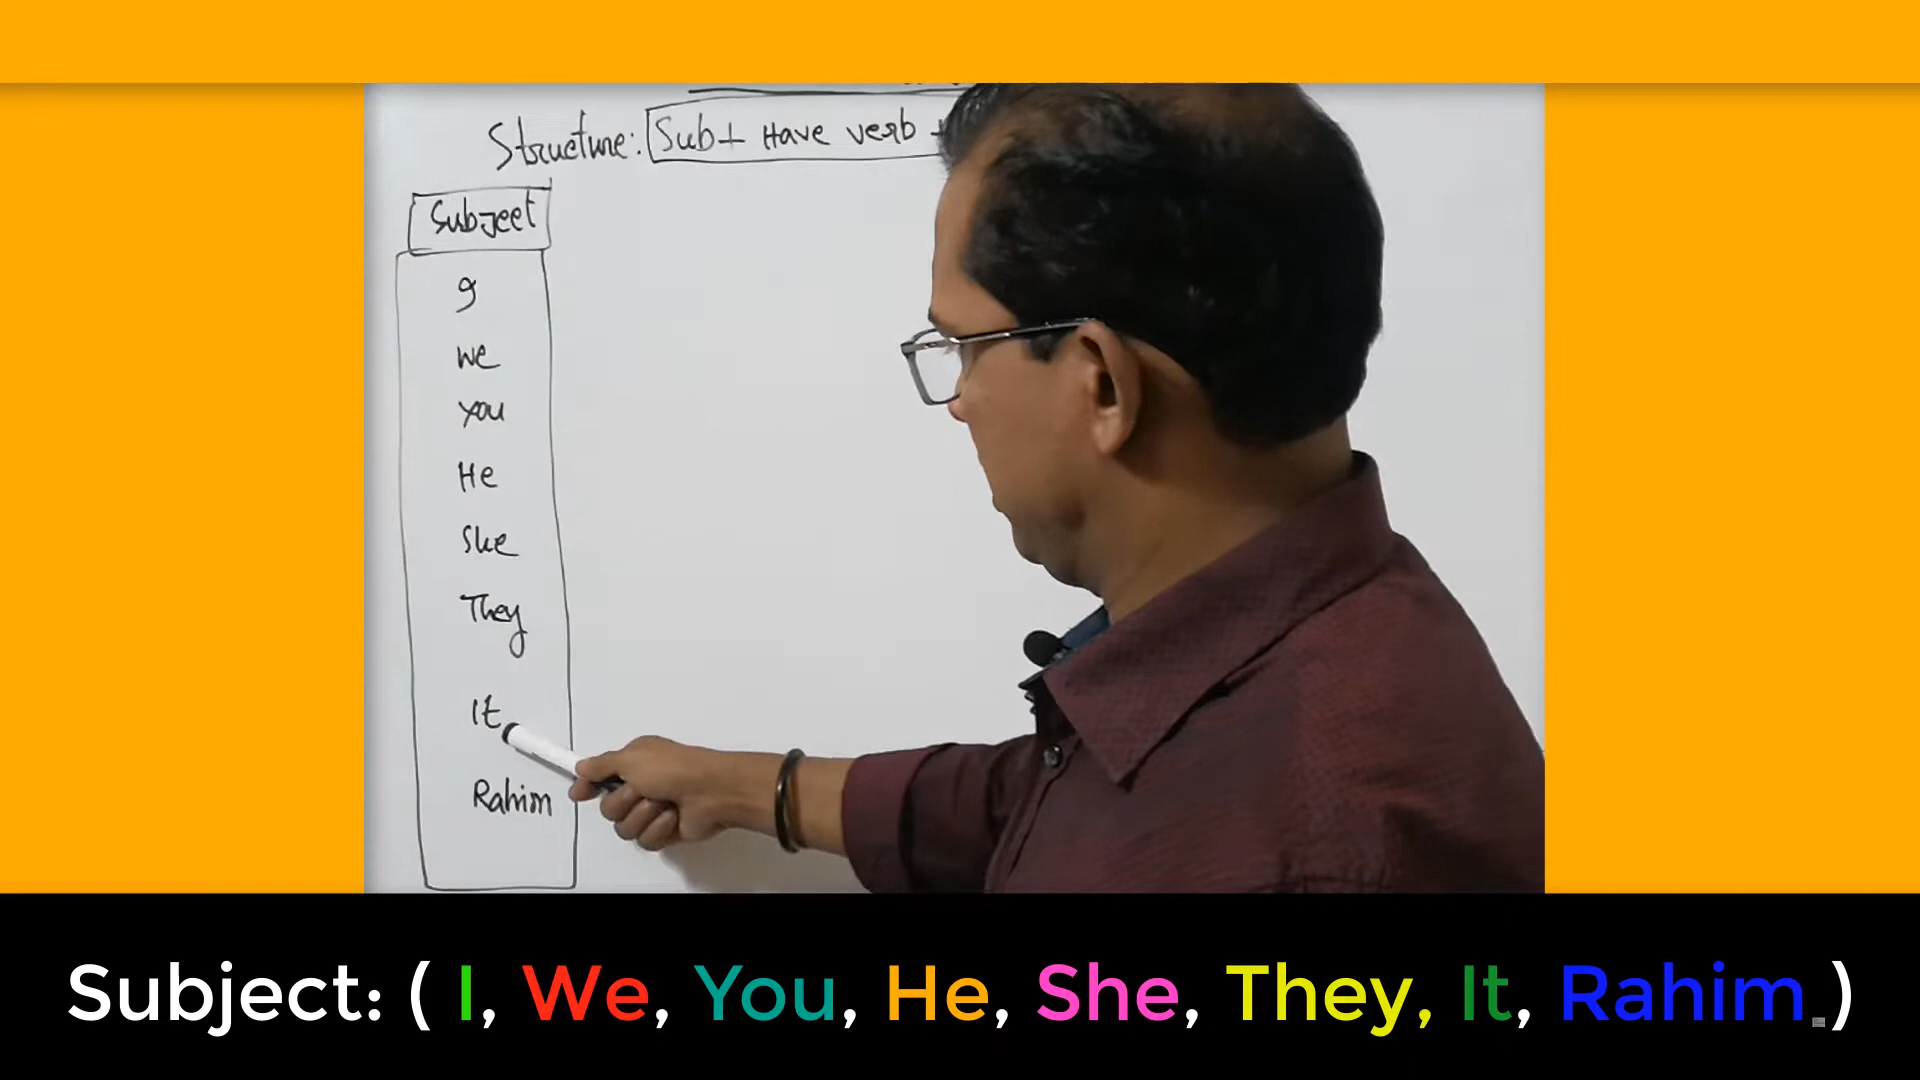 Structure: Sub + Have verb +
Subject
I
We
You
He
She
They
It
Rahim
Subject: ( I, We, You, He, She, They, It, Rahim.)